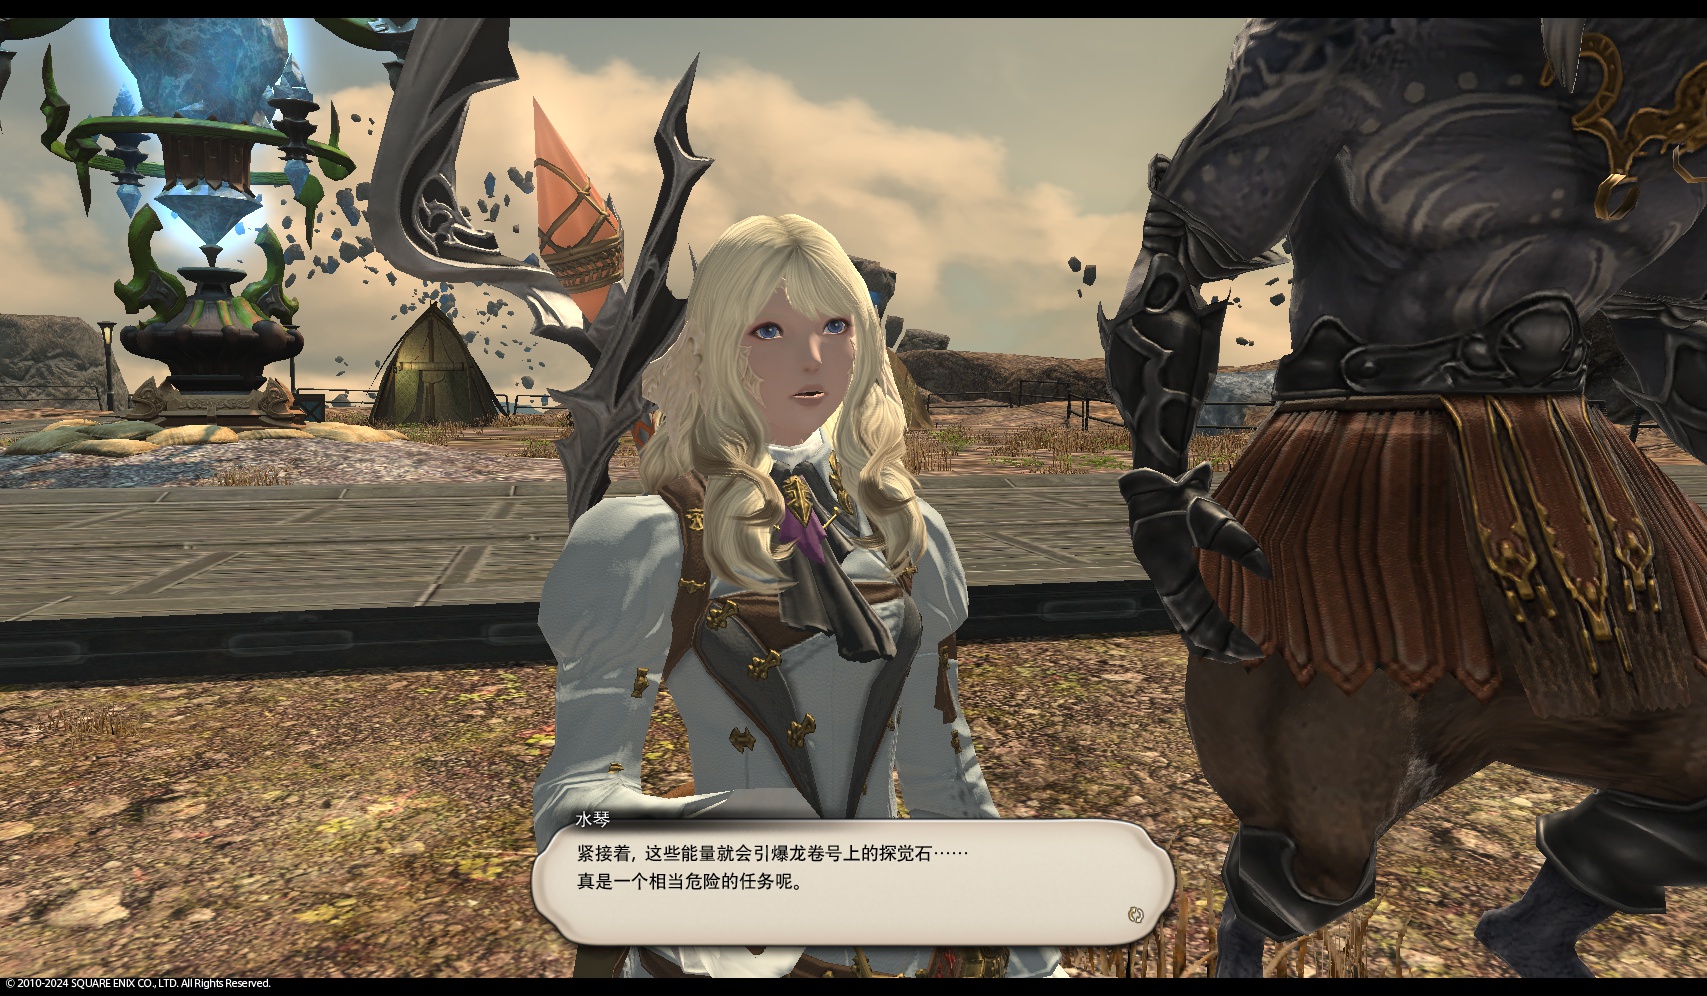 水琴
紧接着，这些能量就会引爆龙卷号上的探觉石……
真是一个相当危险的任务呢。
© 2010-2024 SQUARE ENIX CO., LTD. All Rights Reserved.